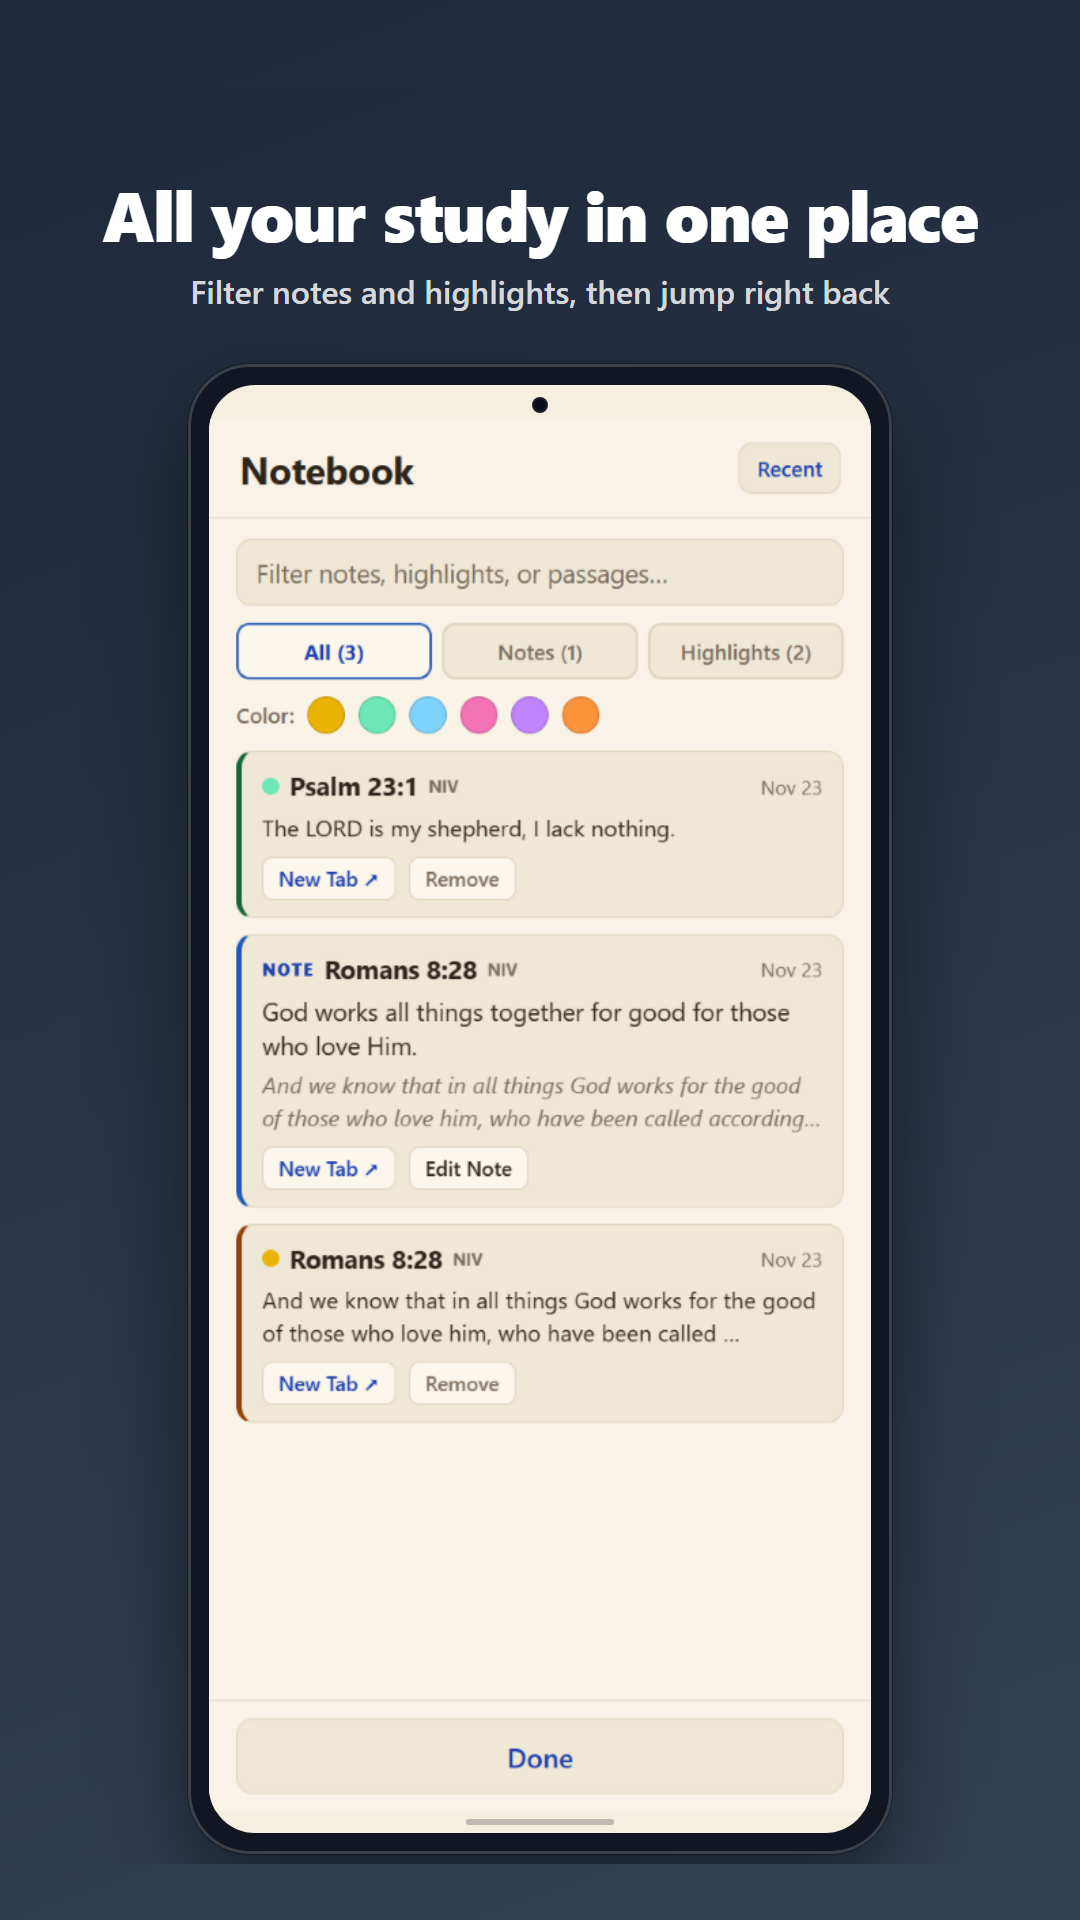 All your study in one place
Filter notes and highlights, then jump right back
Notebook
Recent
Filter notes, highlights, or passages...
All (3)
Notes (1)
Highlights (2)
Color:
Psalm 23:1 NIV
Nov 23
The LORD is my shepherd, I lack nothing.
New Tab ↗
Remove
NOTE Romans 8:28 NIV
Nov 23
God works all things together for good for those
who love Him.
And we know that in all things God works for the good
of those who love him, who have been called according...
New Tab ↗
Edit Note
Romans 8:28 NIV
Nov 23
And we know that in all things God works for the good
of those who love him, who have been called ...
New Tab ↗
Remove
Done